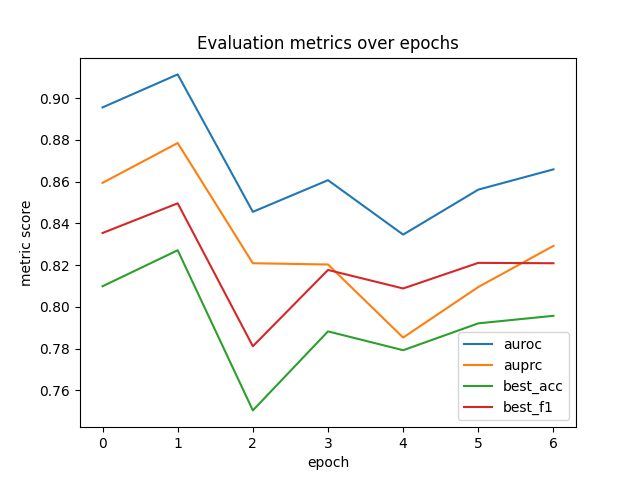 Evaluation metrics over epochs
metric score
0.90
0.88
0.86
0.84
0.82
0.80
0.78
0.76
auroc
auprc
best_acc
best_f1
0 1 2 3 4 5 6
epoch